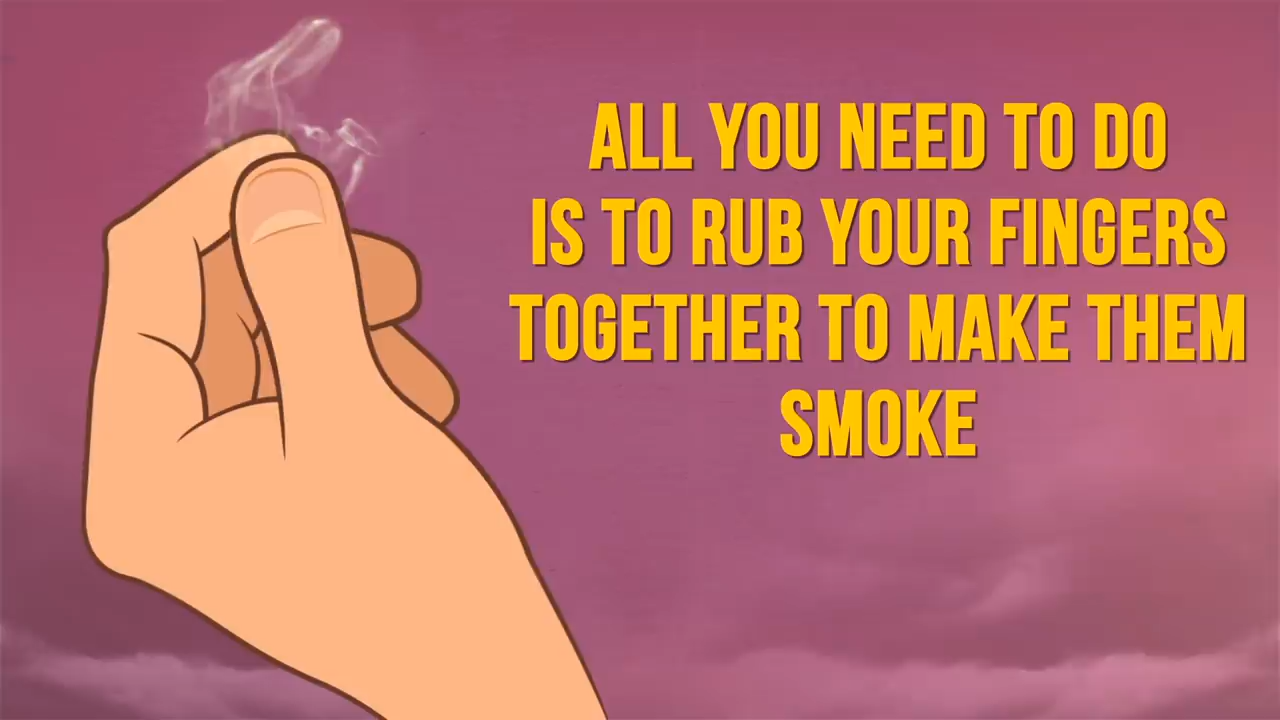 ALL YOU NEED TO DO
IS TO RUB YOUR FINGERS
TOGETHER TO MAKE THEM
SMOKE